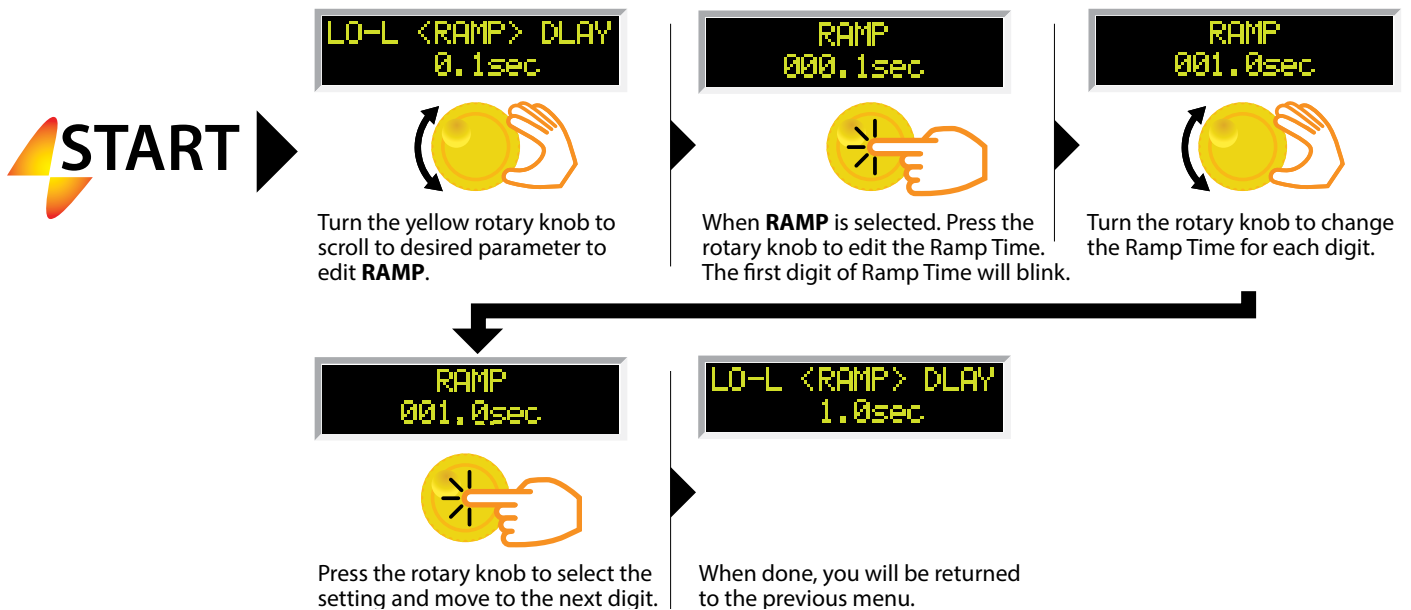 START
LO-L <RAMP> DLAY
0.1sec
Turn the yellow rotary knob to
scroll to desired parameter to
edit RAMP.
RAMP
000.1sec
When RAMP is selected. Press the
rotary knob to edit the Ramp Time.
The first digit of Ramp Time will blink.
RAMP
001.0sec
Turn the rotary knob to change
the Ramp Time for each digit.
RAMP
001.0sec
Press the rotary knob to select the
setting and move to the next digit.
LO-L <RAMP> DLAY
1.0sec
When done, you will be returned
to the previous menu.